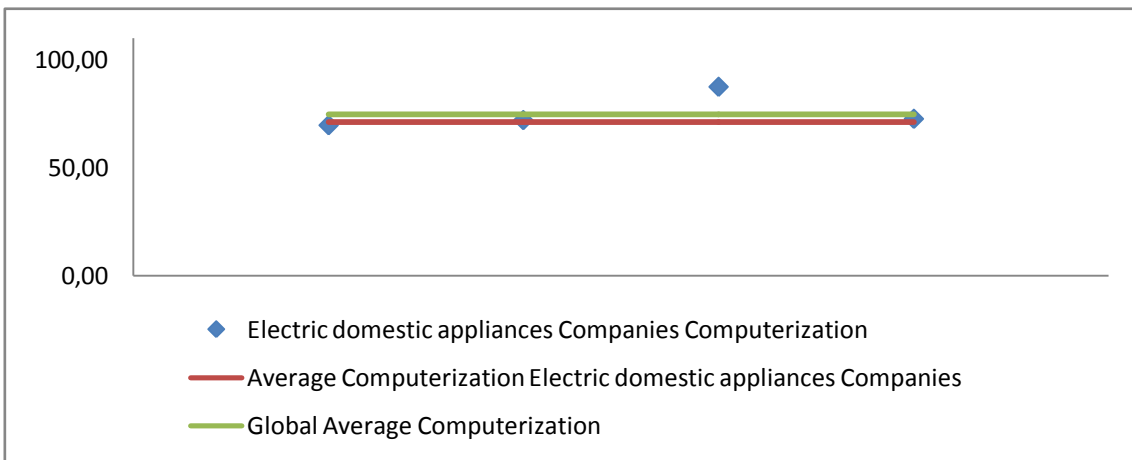 100,00
50,00
0,00
Electric domestic appliances Companies Computerization
Average Computerization Electric domestic appliances Companies
Global Average Computerization